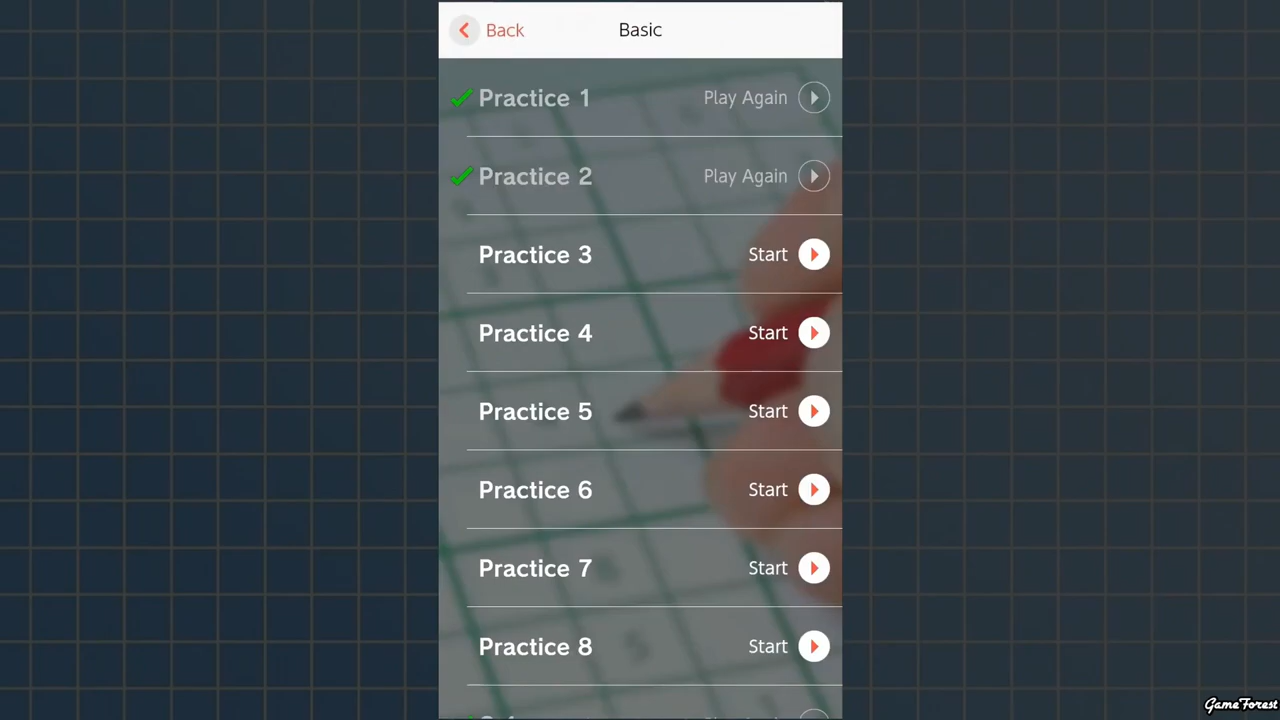 Back
Basic
Practice 1
Play Again
Practice 2
Play Again
Practice 3
Start
Practice 4
Start
Practice 5
Start
Practice 6
Start
Practice 7
Start
Practice 8
Start
GameForest